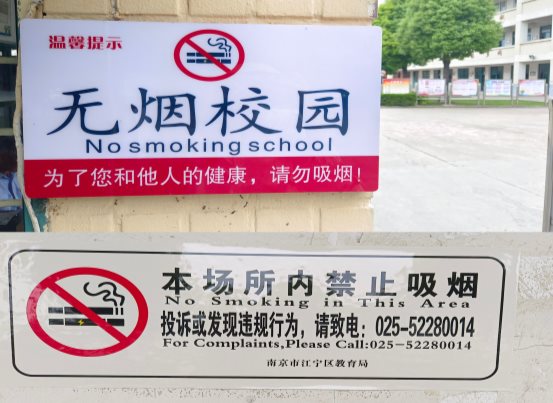 温馨提示
无烟校园
No smoking school
为了您和他人的健康，请勿吸烟！
本场所内禁止吸烟
No Smoking in This Area
投诉或发现违规行为，请致电：025-52280014
For Complaints,Please Call:025-52280014
南京市江宁区教育局